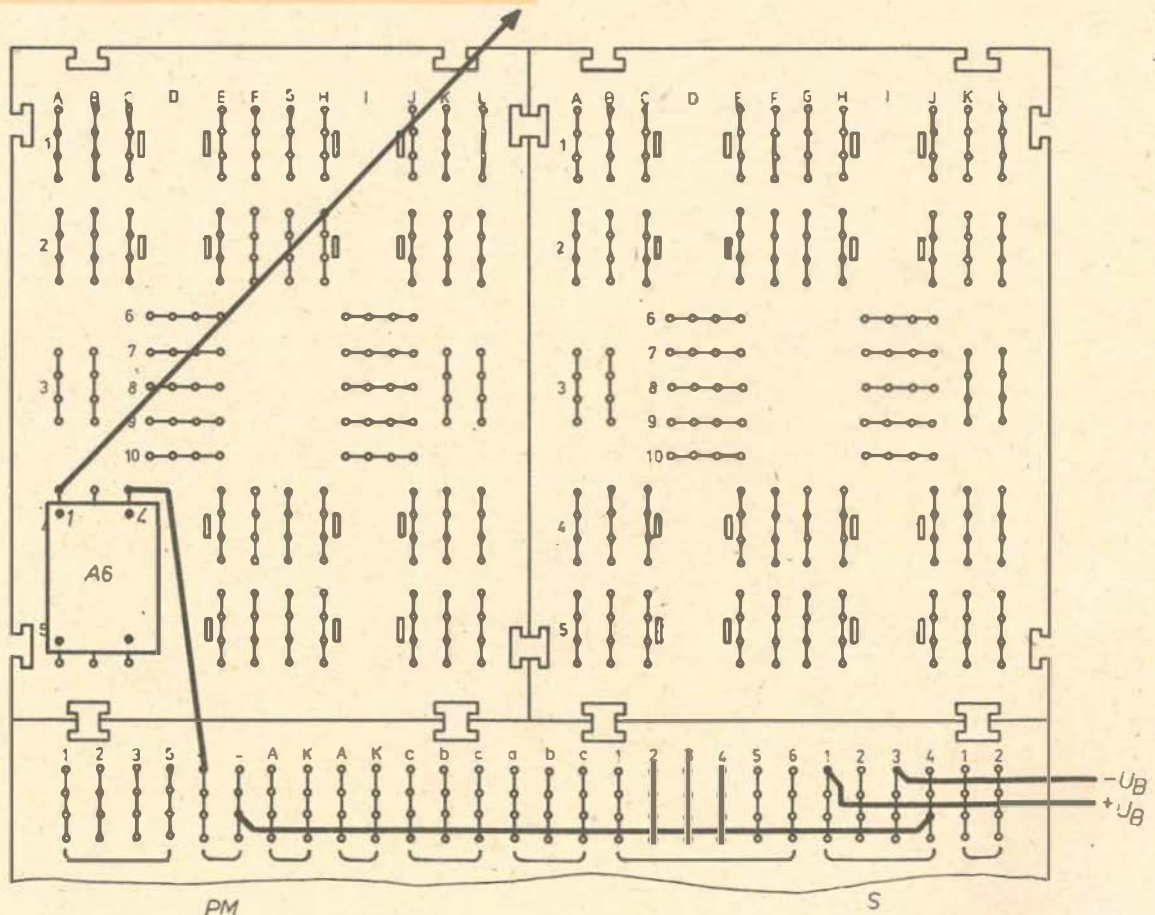 A B C D E F G H I J K L A B C D E F G H I J K L
1 1
2 2
6 6
7 7
3 8 3 8
9 9
10 10
1 4 4
A6
5 5
1 2 3 5 - A K A K c b c a b c 1 2 3 4 5 6 1 2 3 4 1 2
-UB
+UB
PM S